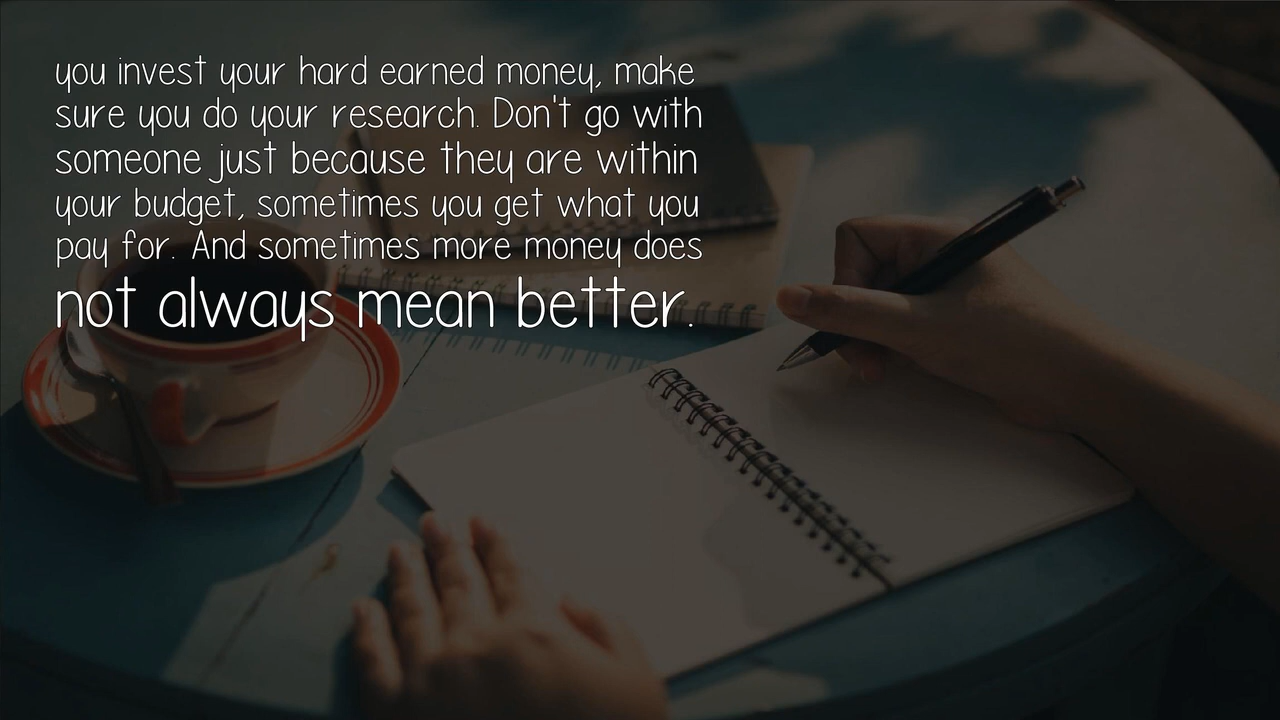 you invest your hard earned money, make
sure you do your research. Don't go with
someone just because they are within
your budget, sometimes you get what you
pay for. And sometimes more money does
not always mean better.